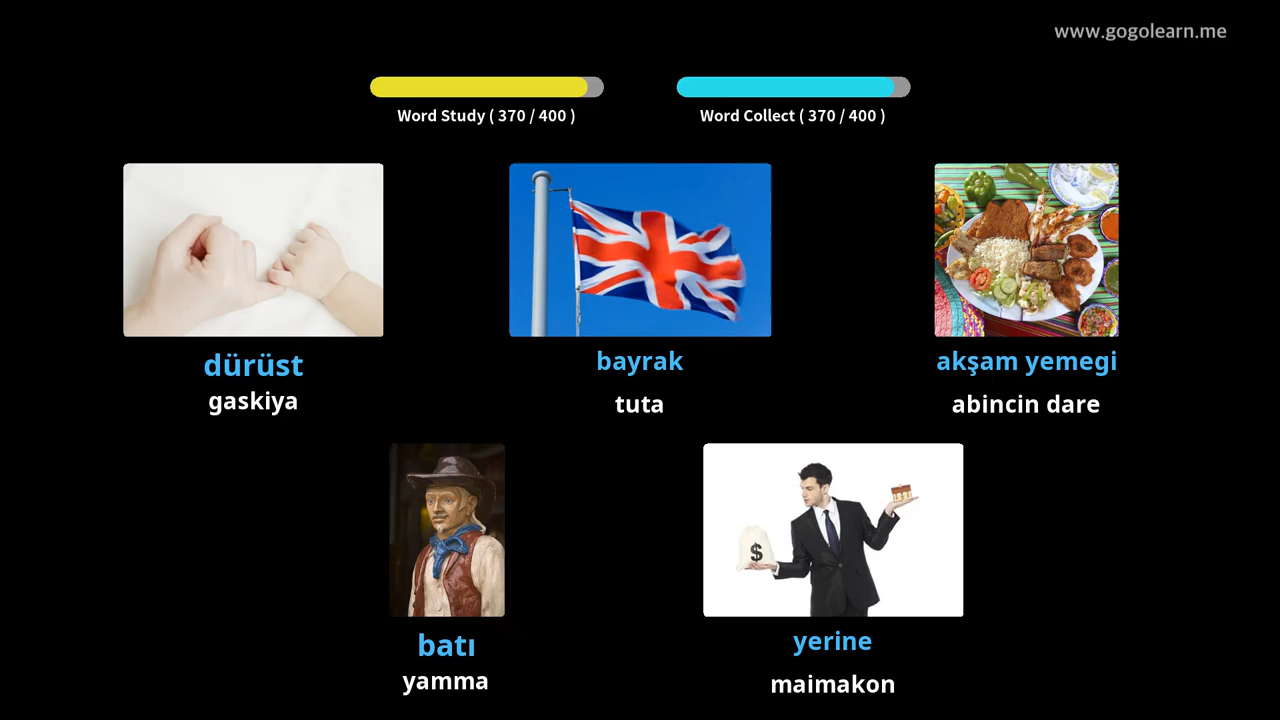 www.gogolearn.me
Word Study ( 370 / 400 )
Word Collect ( 370 / 400 )
dürüst
gaskiya
bayrak
tuta
akşam yemegi
abincin dare
$
batı
yamma
yerine
maimakon